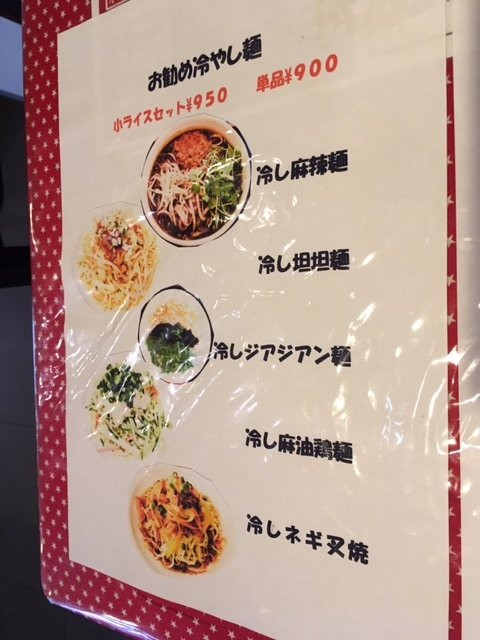 お勧め冷やし麺
小ライスセット¥950 単品¥900
冷し麻辣麺
冷し坦坦麺
冷しジアジアン麺
冷し麻油鶏麺
冷しネギ叉焼